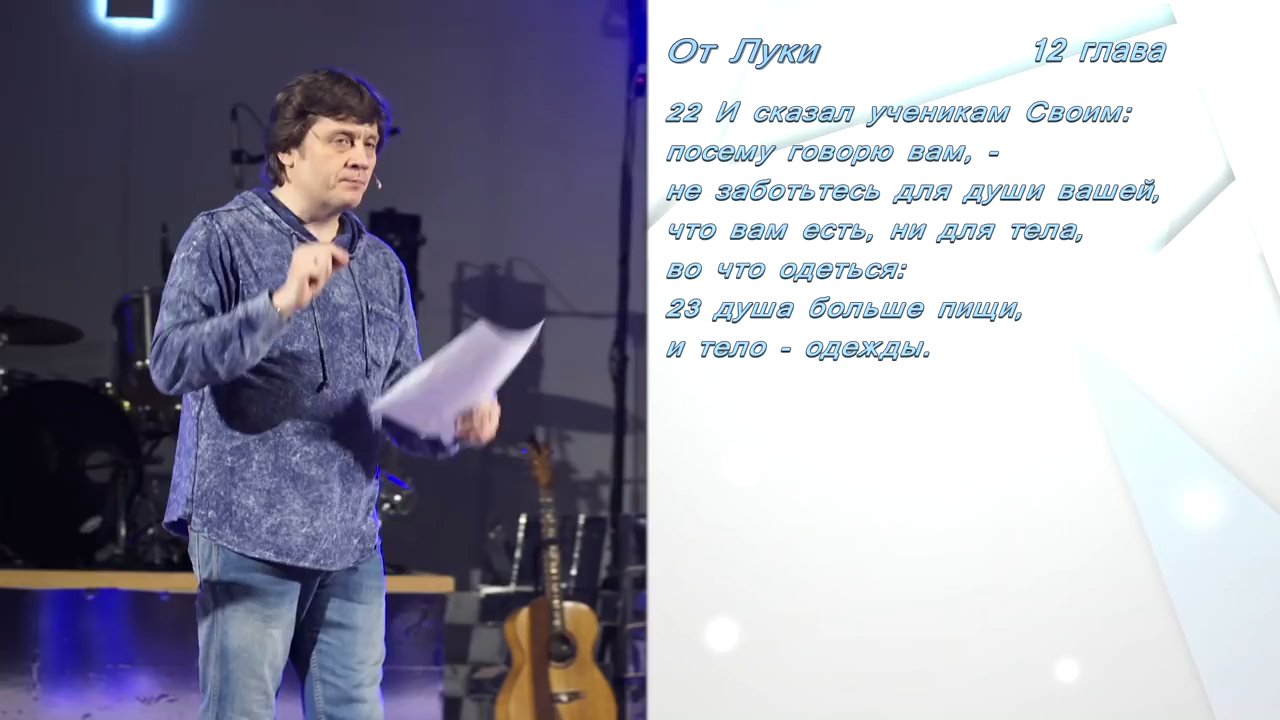 От Луки 12 глава
22 И сказал ученикам Своим:
посему говорю вам, -
не заботьтесь для души вашей,
что вам есть, ни для тела,
во что одеться:
23 душа больше пищи,
и тело - одежды.